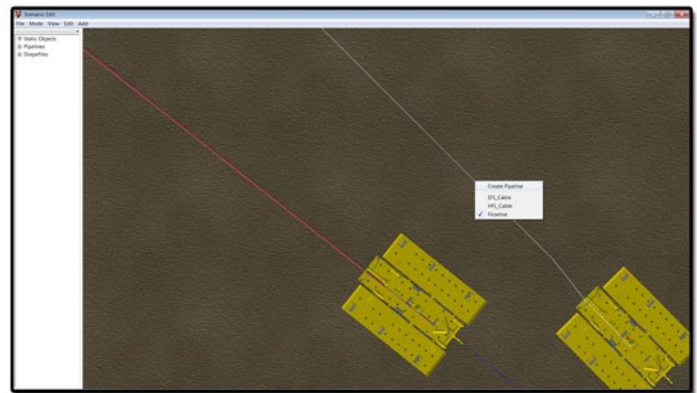 Scenario Edit
File Mode View Edit Add
Static Objects
Pipelines
Shapefiles
Create Pipeline
EFL_Cable
HFL_Cable
Flowline